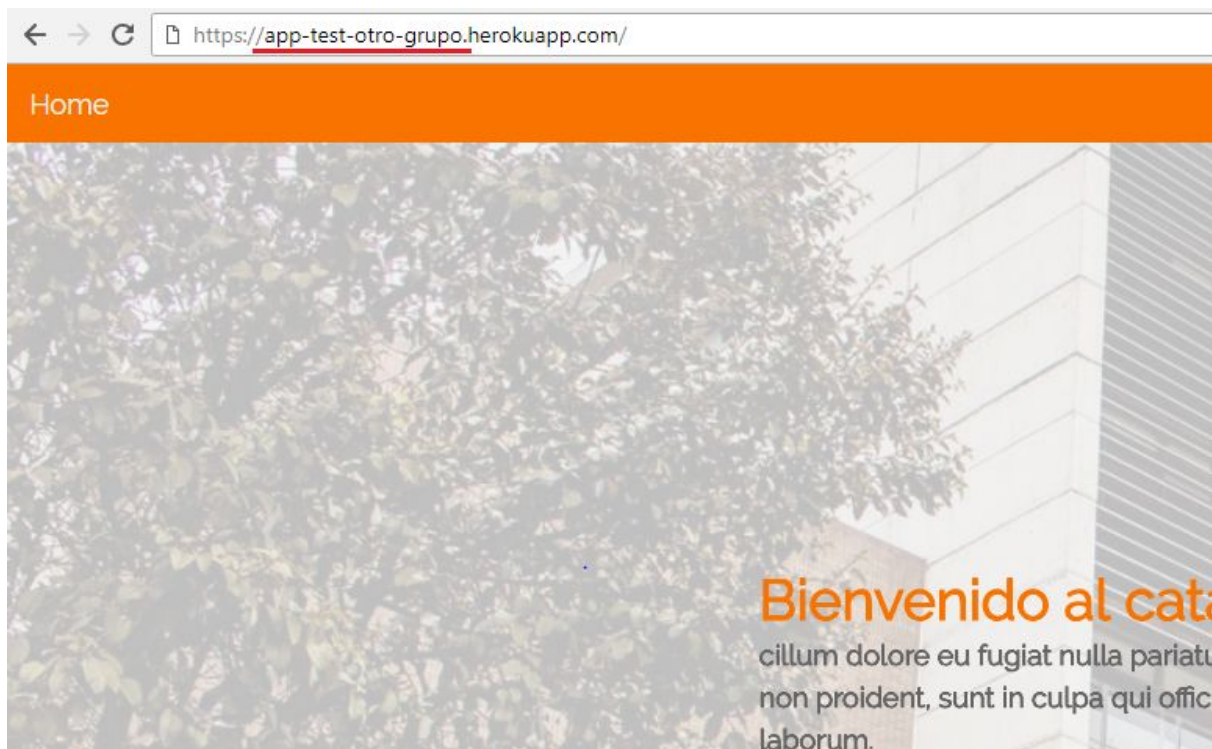 https://app-test-otro-grupo.herokuapp.com/
Home
Bienvenido al cata
cillum dolore eu fugiat nulla pariatu
non proident, sunt in culpa qui offic
laborum.